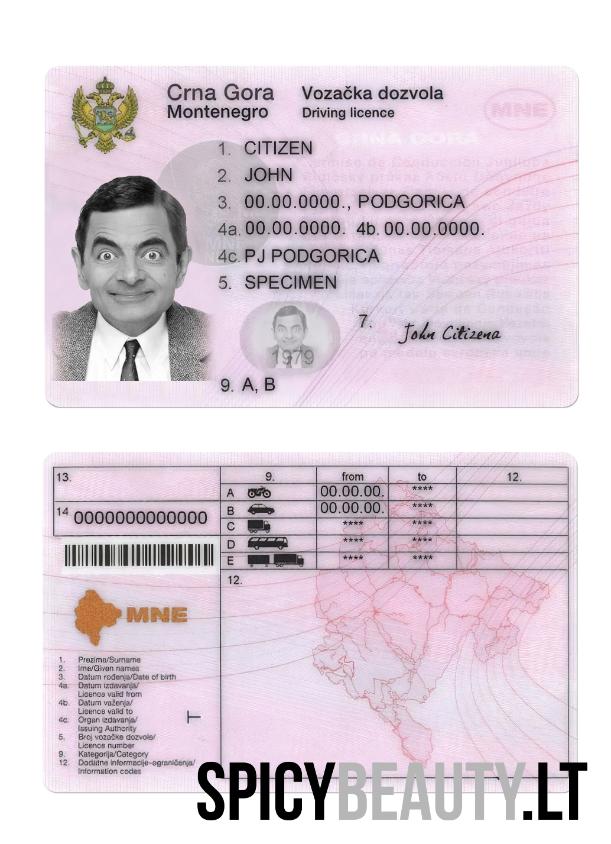 Crna Gora
Montenegro
Vozačka dozvola
Driving licence
MNE
CRNA GORA
1. CITIZEN
2. JOHN
3. 00.00.0000., PODGORICA
4a. 00.00.0000. 4b. 00.00.0000.
4c. PJ PODGORICA
5. SPECIMEN
1979
7. John Citizena
9. A, B
13.
9. from to 12.
A 00.00.00. ****
B 00.00.00. ****
C **** ****
D **** ****
E **** ****
14 0000000000000
12.
MNE
1. Prezime/Surname
2. Ime/Given names
3. Datum rođenja/Date of birth
4a. Datum izdavanja/
Licence valid from
4b. Datum važenja/
Licence valid to
4c. Organ izdavanja/
Issuing Authority
5. Broj vozačke dozvole/
Licence number
9. Kategorija/Category
12. Dodatne informacije-ograničenja/
Information codes
SPICYBEAUTY.LT